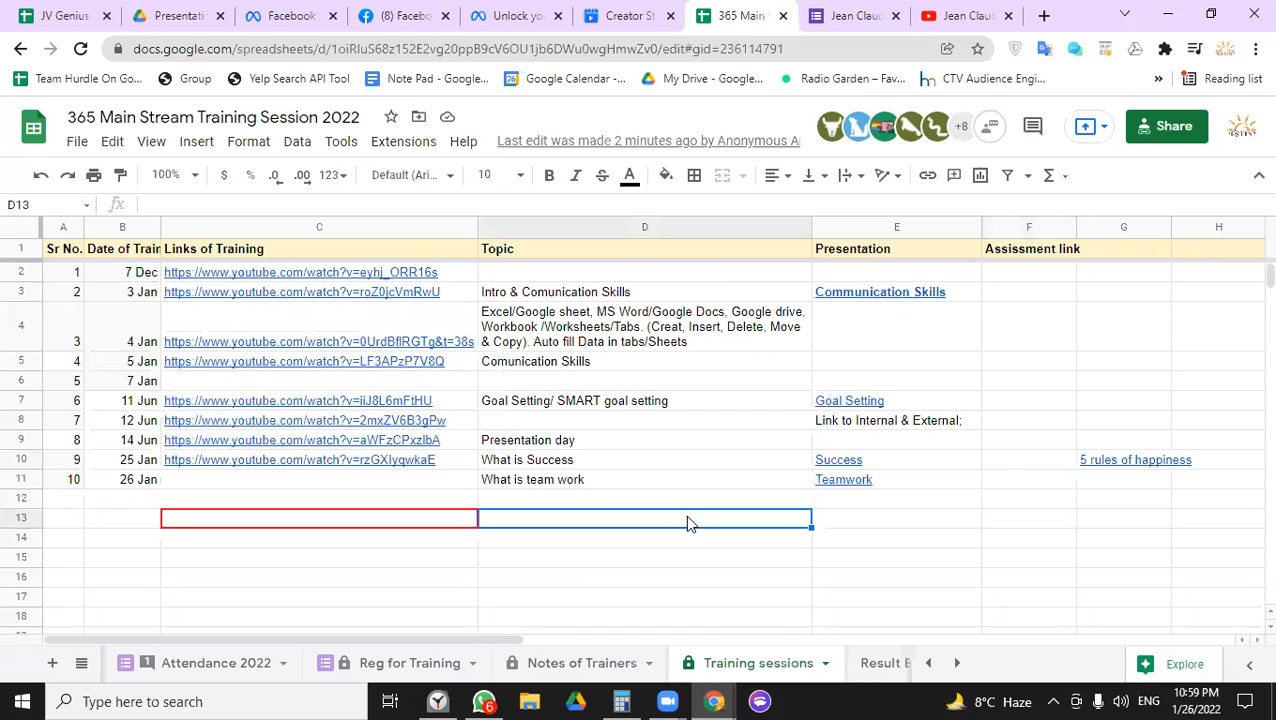 JV Genius
Presentati
Facebook
(8) Facebo
Unlock yo
Creator St
365 Main
Jean Clau
Jean Clau
docs.google.com/spreadsheets/d/1oiRIuS68z152E2vg20ppB9cV6OU1jb6DWu0wgHmwZv0/edit#gid=236114791
Team Hurdle On Go...
Group
Yelp Search API Tool
Note Pad - Google...
Google Calendar -...
My Drive - Google...
Radio Garden – Fav...
CTV Audience Engi...
»
Reading list
365 Main Stream Training Session 2022
+8
Share
File Edit View Insert Format Data Tools Extensions Help
Last edit was made 2 minutes ago by Anonymous A
100% $ % .0 .00 123 Default (Ari... 10 B I S A
D13 fx
A B C D E F G H
1 Sr No. Date of Train Links of Training Topic Presentation Assissment link
2 1 7 Dec https://www.youtube.com/watch?v=eyhj_ORR16s
3 2 3 Jan https://www.youtube.com/watch?v=roZ0jcVmRwU Intro & Comunication Skills Communication Skills
Excel/Google sheet, MS Word/Google Docs, Google drive,
4 Workbook /Worksheets/Tabs. (Creat, Insert, Delete, Move
3 4 Jan https://www.youtube.com/watch?v=0UrdBflRGTg&t=38s & Copy). Auto fill Data in tabs/Sheets
5 4 5 Jan https://www.youtube.com/watch?v=LF3APzP7V8Q Comunication Skills
6 5 7 Jan
7 6 11 Jun https://www.youtube.com/watch?v=iiJ8L6mFtHU Goal Setting/ SMART goal setting Goal Setting
8 7 12 Jun https://www.youtube.com/watch?v=2mxZV6B3gPw Link to Internal & External;
9 8 14 Jun https://www.youtube.com/watch?v=aWFzCPxzIbA Presentation day
10 9 25 Jan https://www.youtube.com/watch?v=rzGXIyqwkaE What is Success Success 5 rules of happiness
11 10 26 Jan What is team work Teamwork
12
13
14
15
16
17
18
1 Attendance 2022 Reg for Training Notes of Trainers Training sessions Result Explore
Type here to search
6
8°C Haze
ENG
10:59 PM
1/26/2022